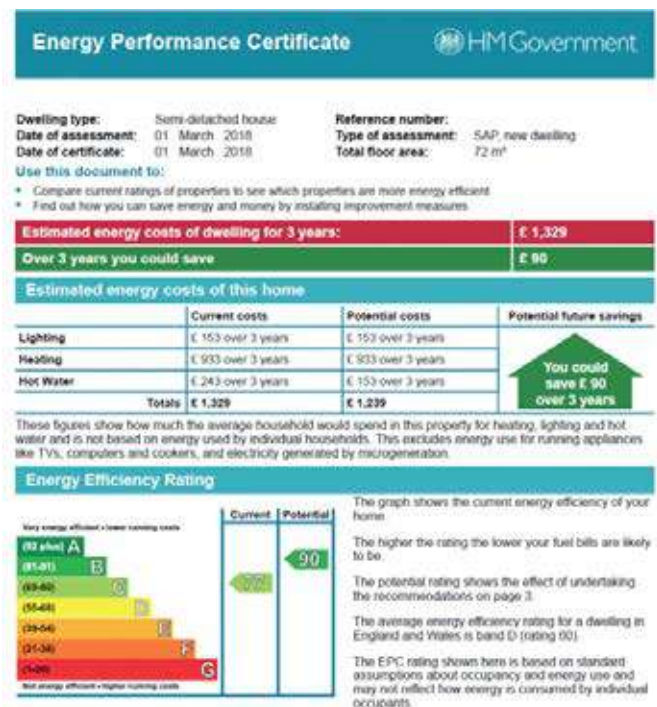 Energy Performance Certificate
HM Government
Dwelling type: Semi-detached house
Reference number:
Date of assessment: 01 March 2018
Type of assessment: SAP, new dwelling
Date of certificate: 01 March 2018
Total floor area: 72 m²
Use this document to:
• Compare current ratings of properties to see which properties are more energy efficient
• Find out how you can save energy and money by installing improvement measures
Estimated energy costs of dwelling for 3 years: £ 1,329
Over 3 years you could save £ 90
Estimated energy costs of this home
Current costs Potential costs Potential future savings
Lighting £ 153 over 3 years £ 153 over 3 years
Heating £ 933 over 3 years £ 933 over 3 years
Hot Water £ 243 over 3 years £ 153 over 3 years
Totals £ 1,329 £ 1,239
You could
save £ 90
over 3 years
These figures show how much the average household would spend in this property for heating, lighting and hot
water and is not based on energy used by individual households. This excludes energy use for running appliances
like TVs, computers and cookers, and electricity generated by microgeneration.
Energy Efficiency Rating
Current Potential
Very energy efficient - lower running costs
(92 plus) A
(81-91) B
(69-80) C
(55-68) D
(39-54) E
(21-38) F
(1-20) G
Not energy efficient - higher running costs
77
90
The graph shows the current energy efficiency of your
home.
The higher the rating the lower your fuel bills are likely
to be.
The potential rating shows the effect of undertaking
the recommendations on page 3.
The average energy efficiency rating for a dwelling in
England and Wales is band D (rating 60).
The EPC rating shown here is based on standard
assumptions about occupancy and energy use and
may not reflect how energy is consumed by individual
occupants.